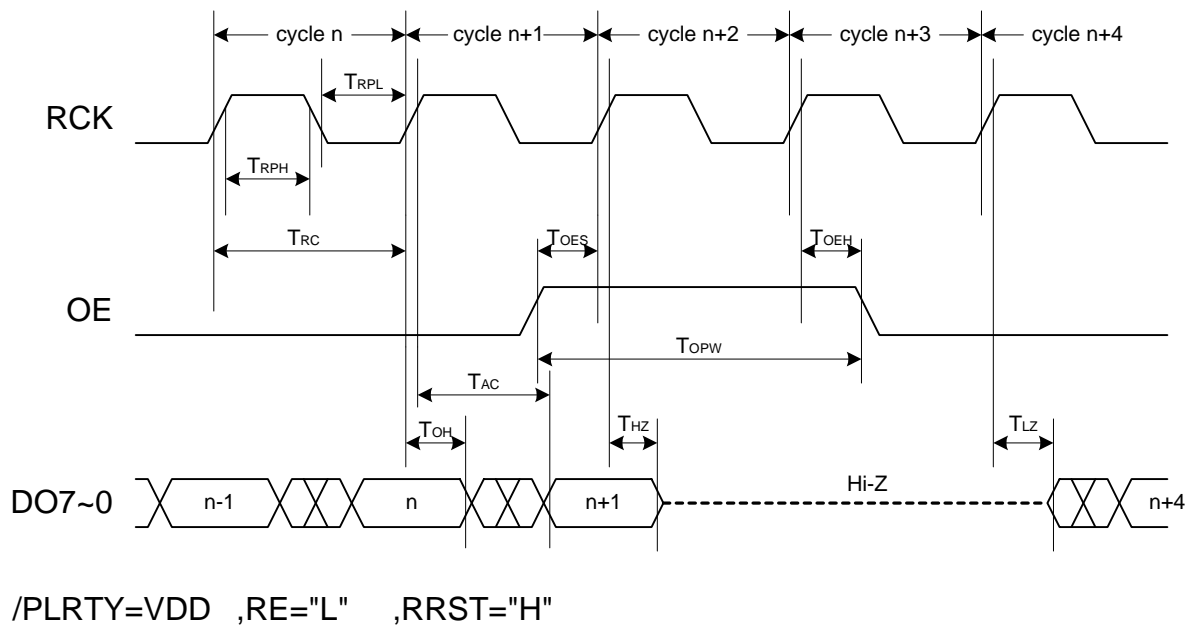 cycle n cycle n+1 cycle n+2 cycle n+3 cycle n+4
TRPL
RCK
TRPH
TRC TOES TOEH
OE
TOPW
TAC
TOH THZ TLZ
Hi-Z
DO7~0 n-1 n n+1 n+4
/PLRTY=VDD ,RE="L" ,RRST="H"